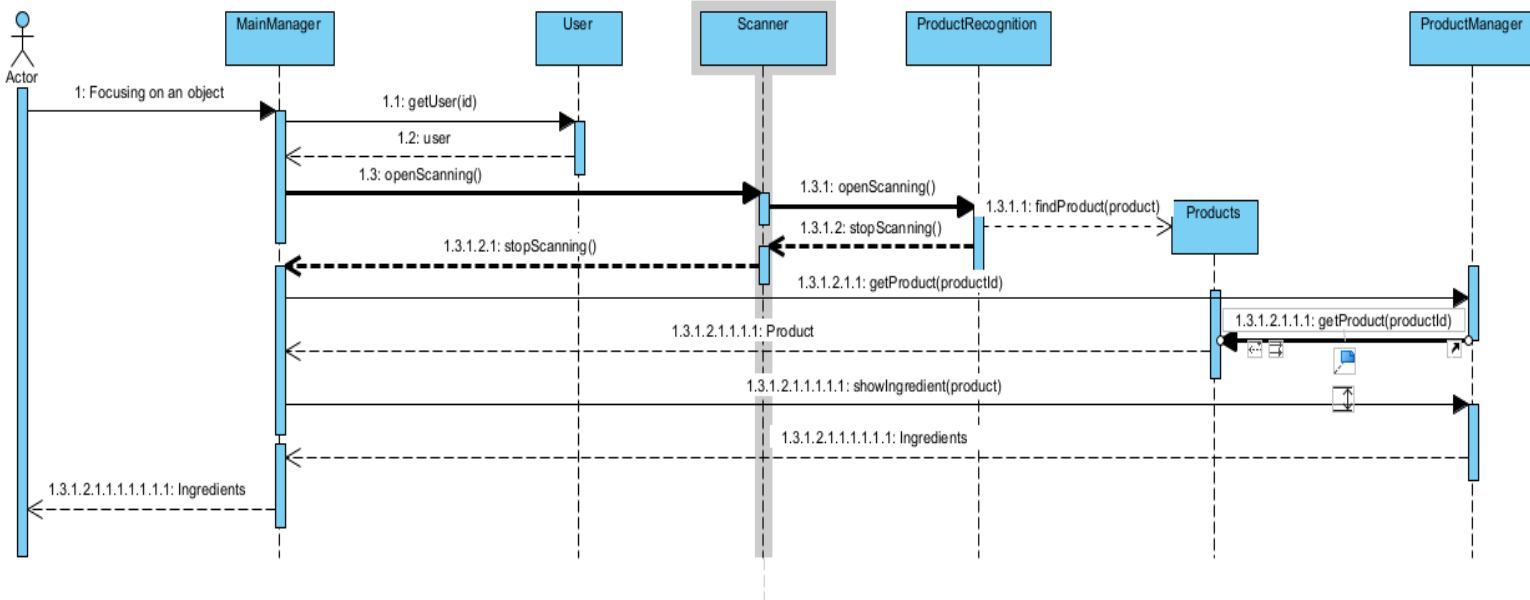 MainManager
User
Scanner
ProductRecognition
ProductManager
Actor
1: Focusing on an object
1.1: getUser(id)
1.2: user
1.3: openScanning()
1.3.1: openScanning()
1.3.1.1: findProduct(product)
Products
1.3.1.2: stopScanning()
1.3.1.2.1: stopScanning()
1.3.1.2.1.1: getProduct(productId)
1.3.1.2.1.1.1: getProduct(productId)
1.3.1.2.1.1.1.1: Product
1.3.1.2.1.1.1.1.1: showIngredient(product)
1.3.1.2.1.1.1.1.1.1: Ingredients
1.3.1.2.1.1.1.1.1.1.1: Ingredients